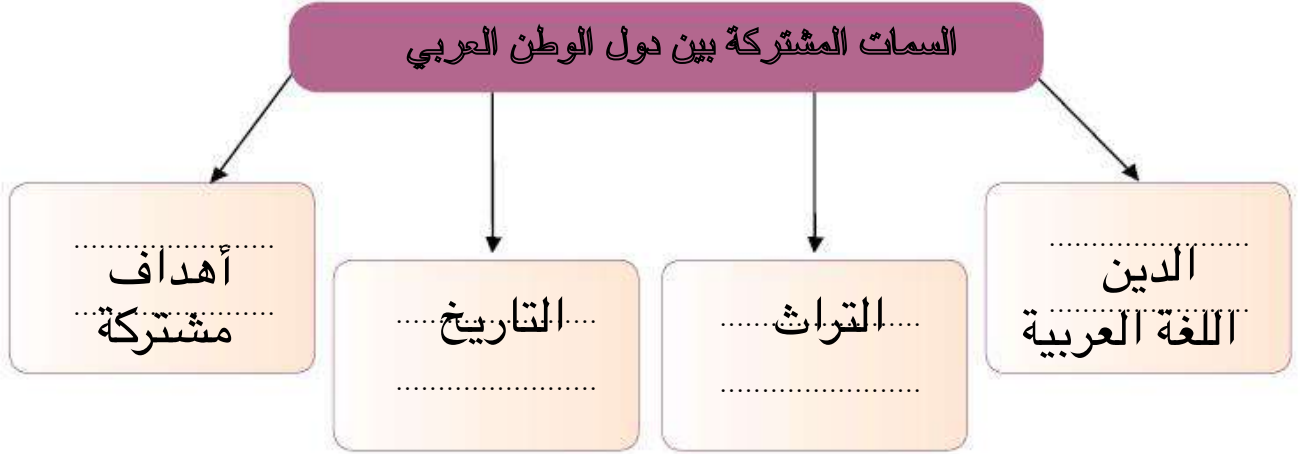 السمات المشتركة بين دول الوطن العربي
الدين
اللغة العربية
التراث
التاريخ
أهداف
مشتركة